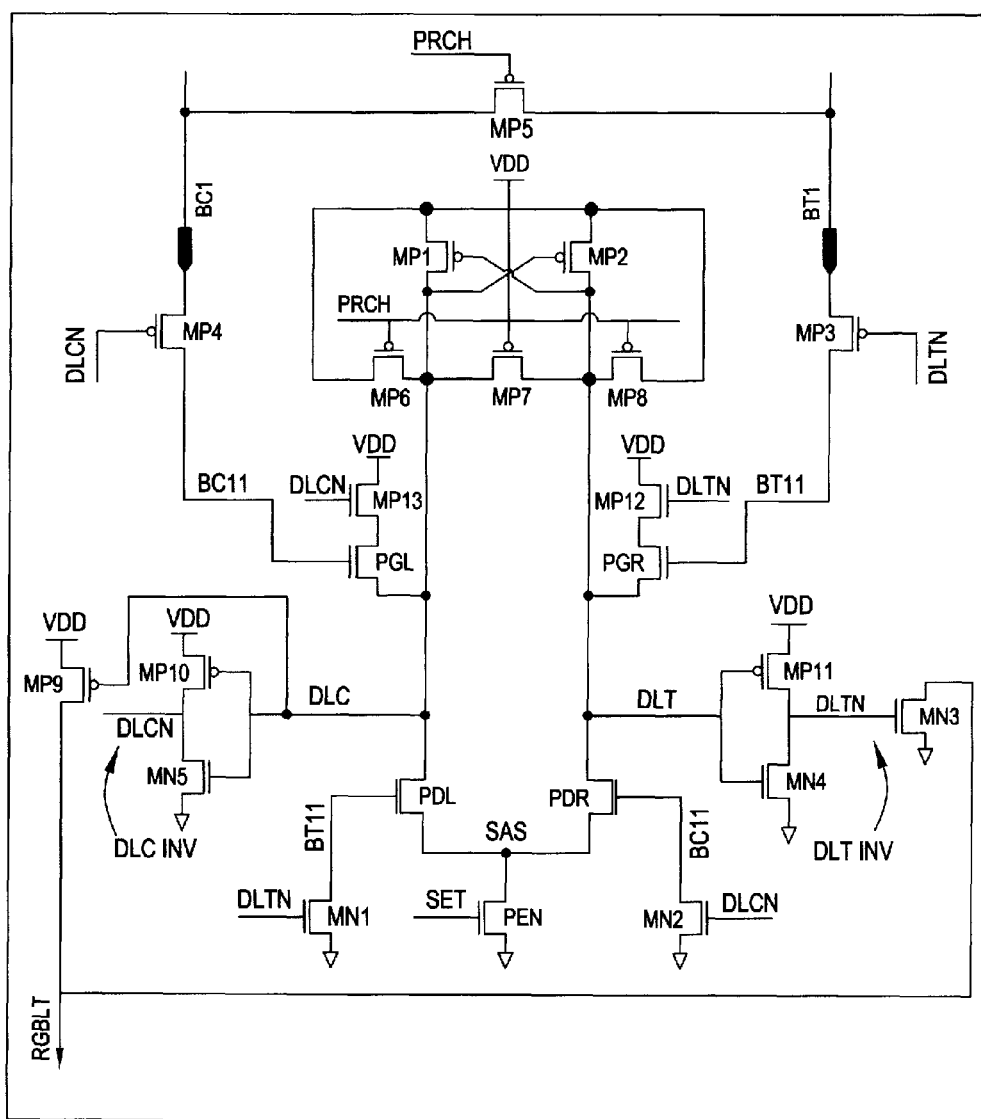 PRCH
MP5
VDD
BC1
BT1
MP1
MP2
PRCH
MP4
MP3
DLCN
DLTN
MP6
MP7
MP8
VDD
VDD
BC11
DLCN
MP13
MP12
DLTN
BT11
PGL
PGR
VDD
VDD
VDD
MP9
MP10
MP11
DLC
DLT
DLCN
DLTN
MN3
MN5
MN4
PDL
PDR
BT11
SAS
BC11
DLC INV
DLT INV
DLTN
MN1
SET
PEN
MN2
DLCN
RGBLT